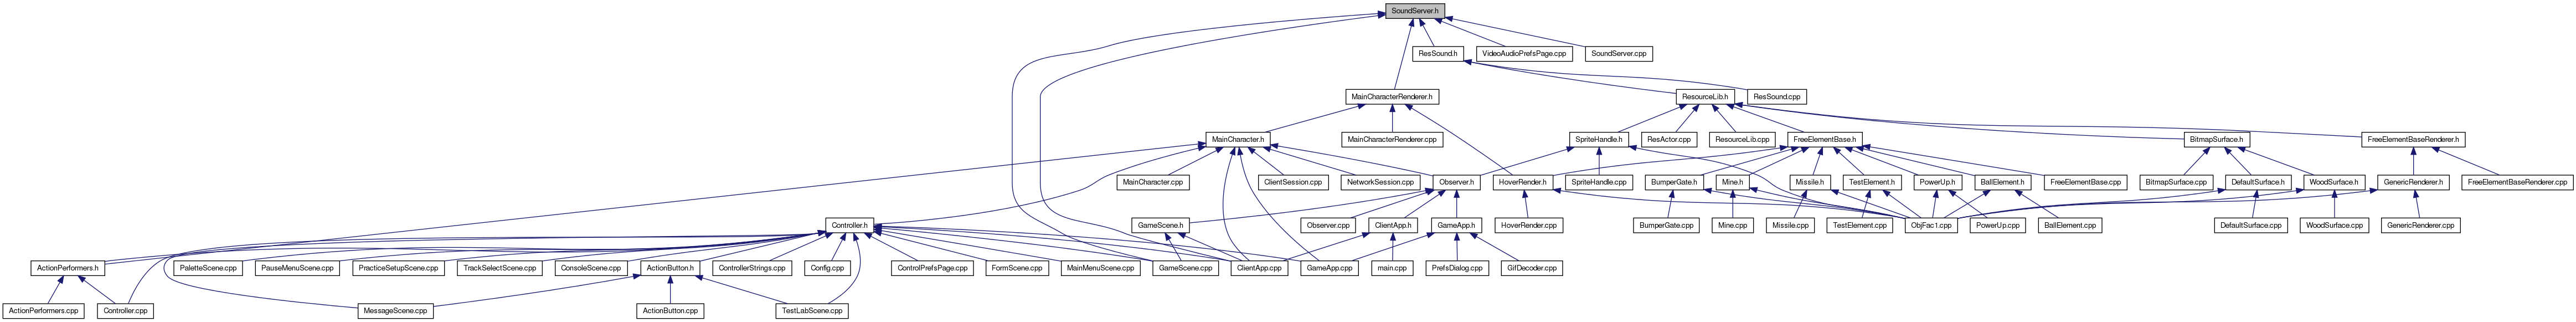 SoundServer.h
ResSound.h
VideoAudioPrefsPage.cpp
SoundServer.cpp
MainCharacterRenderer.h
ResourceLib.h
ResSound.cpp
MainCharacter.h
MainCharacterRenderer.cpp
SpriteHandle.h
ResActor.cpp
ResourceLib.cpp
FreeElementBase.h
BitmapSurface.h
FreeElementBaseRenderer.h
MainCharacter.cpp
ClientSession.cpp
NetworkSession.cpp
Observer.h
HoverRender.h
SpriteHandle.cpp
BumperGate.h
Mine.h
Missile.h
TestElement.h
PowerUp.h
BallElement.h
FreeElementBase.cpp
BitmapSurface.cpp
DefaultSurface.h
WoodSurface.h
GenericRenderer.h
FreeElementBaseRenderer.cpp
Controller.h
GameScene.h
Observer.cpp
ClientApp.h
GameApp.h
HoverRender.cpp
BumperGate.cpp
Mine.cpp
Missile.cpp
TestElement.cpp
ObjFac1.cpp
PowerUp.cpp
BallElement.cpp
DefaultSurface.cpp
WoodSurface.cpp
GenericRenderer.cpp
ActionPerformers.h
PaletteScene.cpp
PauseMenuScene.cpp
PracticeSetupScene.cpp
TrackSelectScene.cpp
ConsoleScene.cpp
ActionButton.h
ControllerStrings.cpp
Config.cpp
ControlPrefsPage.cpp
FormScene.cpp
MainMenuScene.cpp
GameScene.cpp
ClientApp.cpp
GameApp.cpp
main.cpp
PrefsDialog.cpp
GifDecoder.cpp
ActionPerformers.cpp
Controller.cpp
MessageScene.cpp
ActionButton.cpp
TestLabScene.cpp